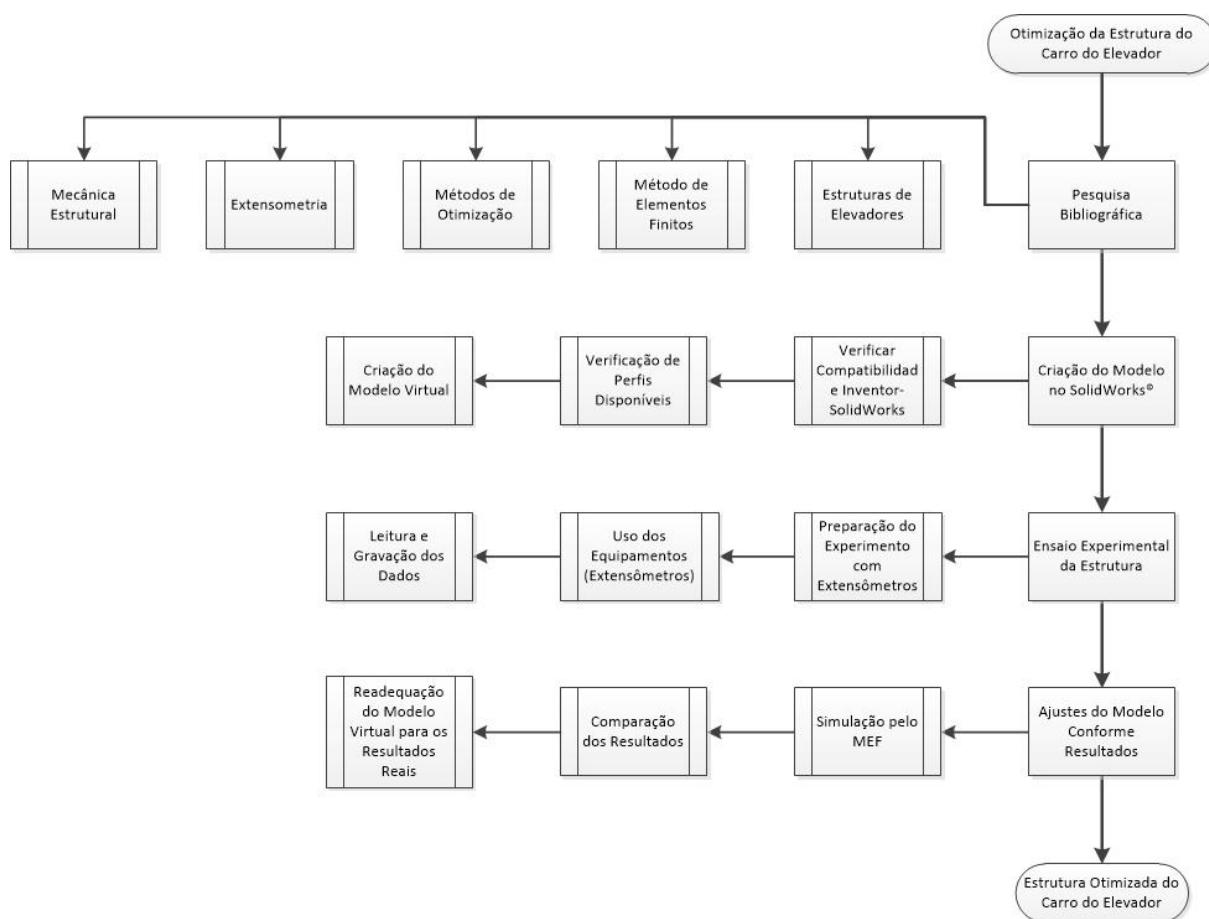 Otimização da Estrutura do
Carro do Elevador
Mecânica
Estrutural
Extensometria
Métodos de
Otimização
Método de
Elementos
Finitos
Estruturas de
Elevadores
Pesquisa
Bibliográfica
Criação do
Modelo Virtual
Verificação de
Perfis
Disponíveis
Verificar
Compatibilidad
e Inventor-
SolidWorks
Criação do Modelo
no SolidWorks®
Leitura e
Gravação dos
Dados
Uso dos
Equipamentos
(Extensômetros)
Preparação do
Experimento
com
Extensômetros
Ensaio Experimental
da Estrutura
Readequação
do Modelo
Virtual para os
Resultados
Reais
Comparação
dos Resultados
Simulação pelo
MEF
Ajustes do Modelo
Conforme
Resultados
Estrutura Otimizada do
Carro do Elevador